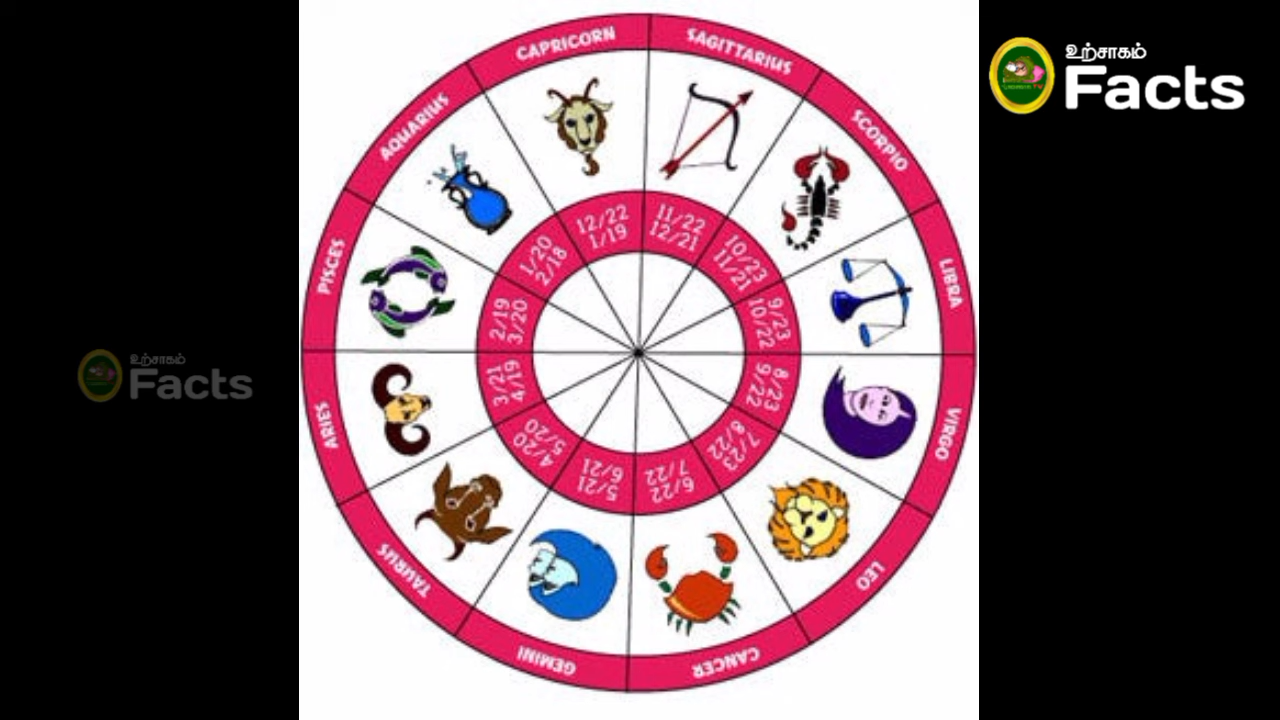 உற்சாகம்
Facts
உற்சாகம்
Facts
CAPRICORN
12/22
1/19
SAGITTARIUS
11/22
12/21
SCORPIO
10/23
11/21
LIBRA
9/23
10/22
VIRGO
8/23
9/22
LEO
7/23
8/22
CANCER
6/22
7/22
GEMINI
5/21
6/21
TAURUS
4/20
5/20
ARIES
3/21
4/19
PISCES
2/19
3/20
AQUARIUS
1/20
2/18